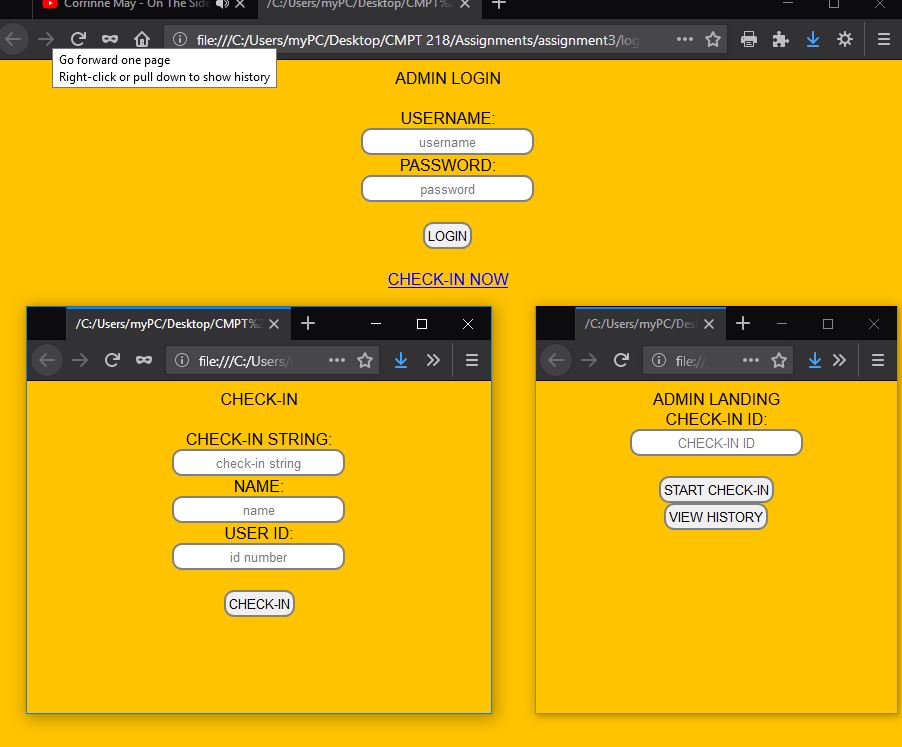 Corrinne May - On The Side
/C:/Users/myPC/Desktop/CMPT%2
file:///C:/Users/myPC/Desktop/CMPT 218/Assignments/assignment3/log
Go forward one page
Right-click or pull down to show history
ADMIN LOGIN
USERNAME:
username
PASSWORD:
password
LOGIN
CHECK-IN NOW
/C:/Users/myPC/Desktop/CMPT%2
file:///C:/Users/
CHECK-IN
CHECK-IN STRING:
check-in string
NAME:
name
USER ID:
id number
CHECK-IN
/C:/Users/myPC/Des
file://
ADMIN LANDING
CHECK-IN ID:
CHECK-IN ID
START CHECK-IN
VIEW HISTORY